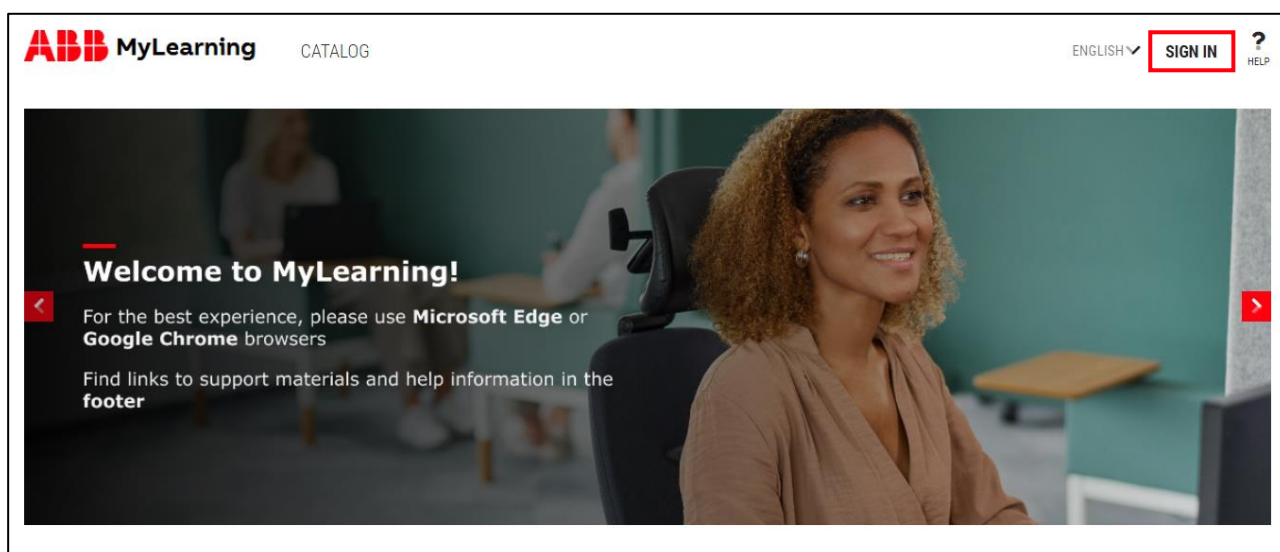 ABB MyLearning CATALOG ENGLISH SIGN IN ? HELP
Welcome to MyLearning!
For the best experience, please use Microsoft Edge or
Google Chrome browsers
Find links to support materials and help information in the
footer